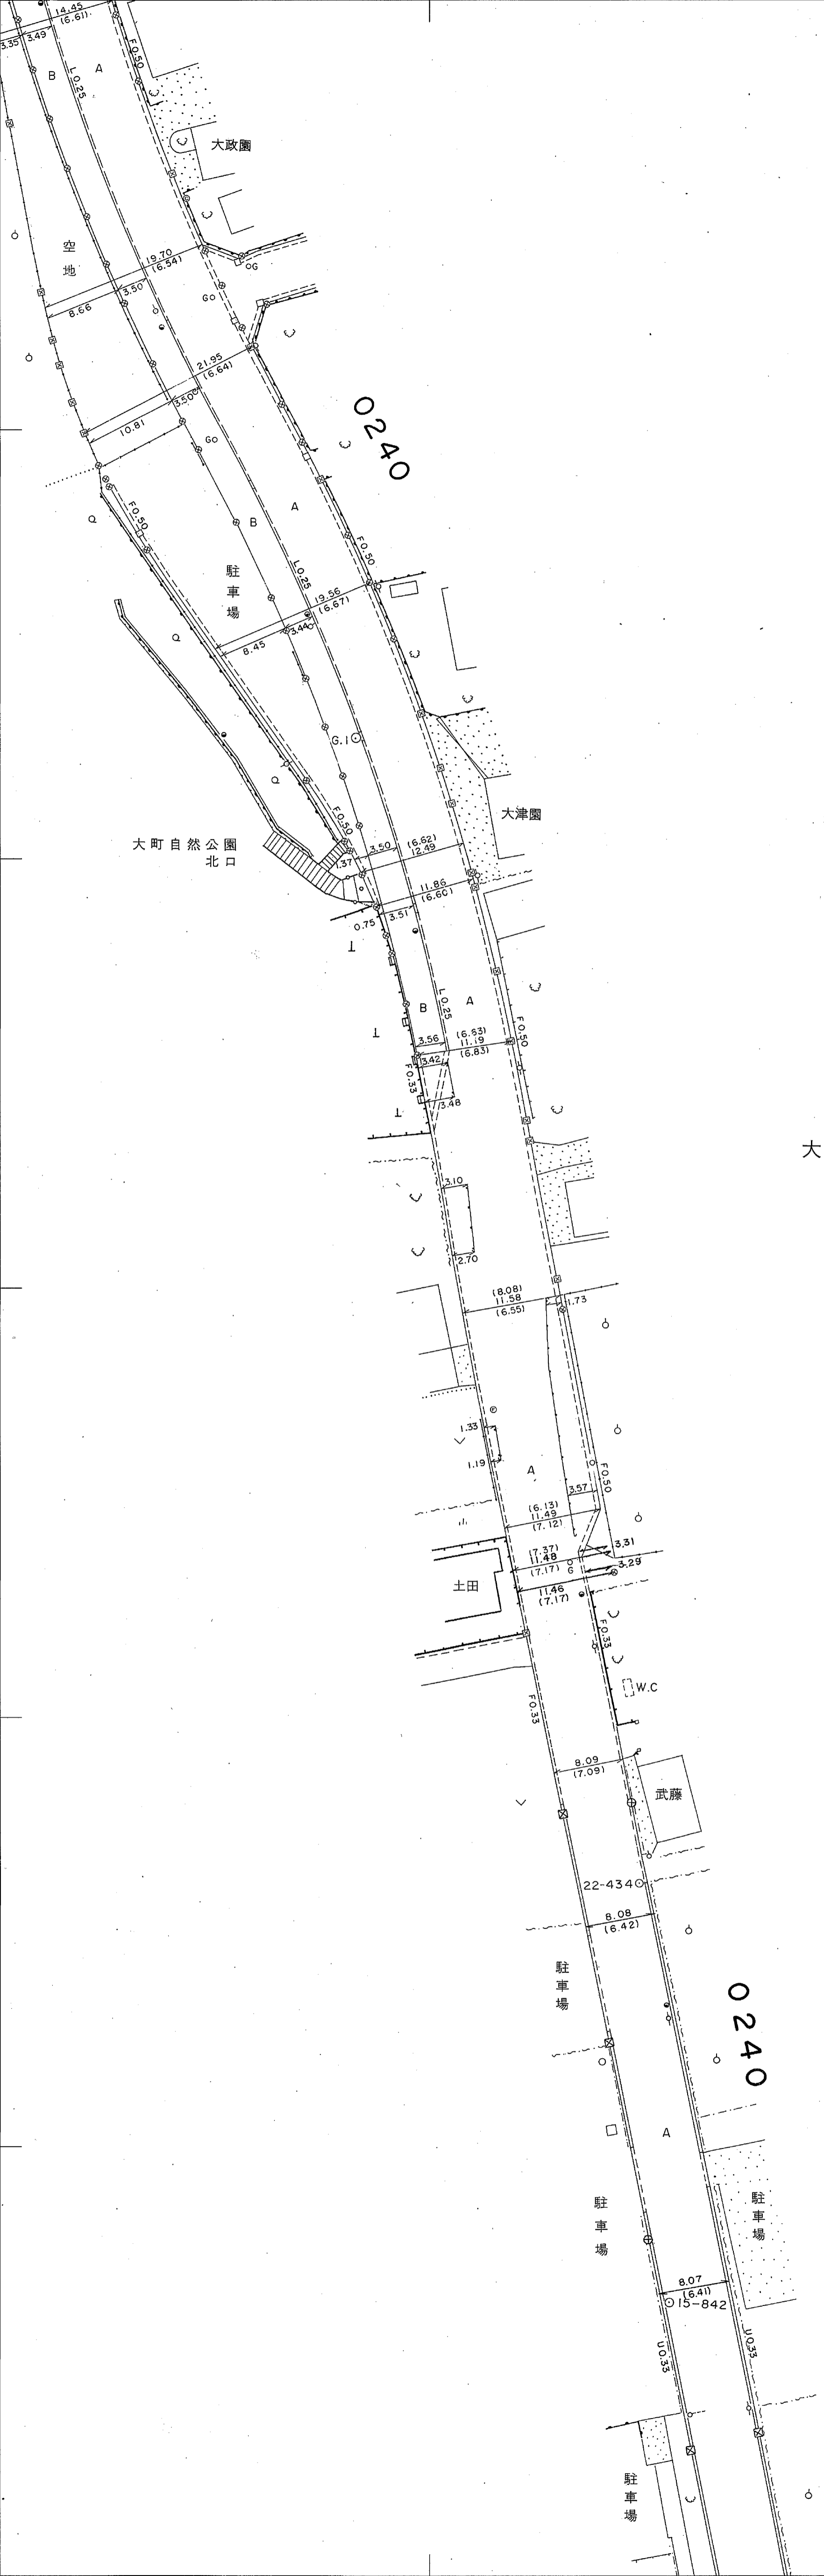 14.45
(6.61)
3.35
3.49
F0.50
L0.25
B
A
大政園
空地
19.70
(6.54)
3.50
8.66
G
G
21.95
(6.64)
3.50
10.81
G
0240
F0.50
B
A
F0.50
L0.25
駐車場
19.56
(6.67)
3.44
8.45
G.1
大津園
F0.50
大町自然公園
北口
1.37
3.50
(6.62)
12.49
11.86
(6.60)
0.75
3.51
L0.25
B
A
F0.50
3.56
(6.63)
11.19
(6.83)
3.42
F0.33
3.48
大
3.10
2.70
(8.08)
11.58
(6.55)
1.73
1.33
1.19
A
F0.50
3.57
(6.13)
11.49
(7.12)
(7.37)
11.48
(7.17)
3.31
3.29
G
土田
11.46
(7.17)
F0.33
W.C
F0.33
8.09
(7.09)
武藤
22-434
8.08
(6.42)
駐車場
0240
A
駐車場
駐車場
8.07
(6.41)
15-842
U0.33
U0.33
駐車場